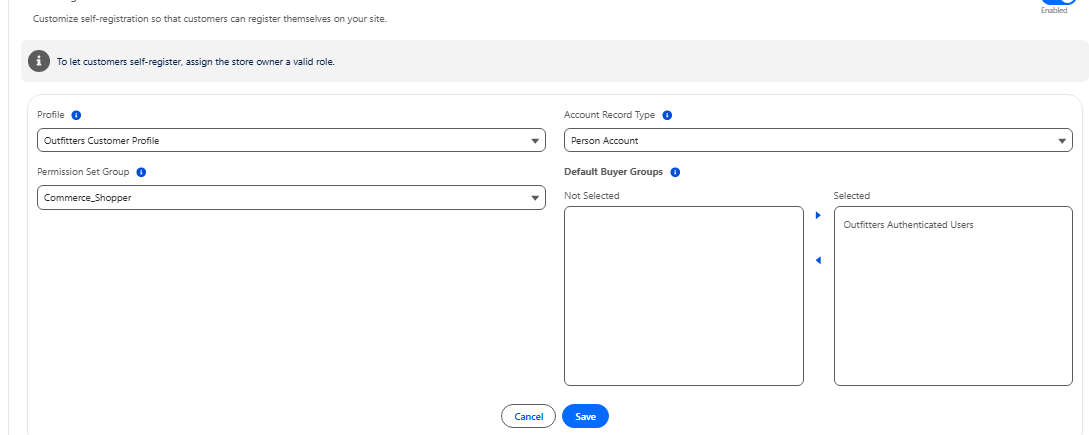 Enabled
Customize self-registration so that customers can register themselves on your site.
To let customers self-register, assign the store owner a valid role.
Profile
Account Record Type
Outfitters Customer Profile
Person Account
Permission Set Group
Default Buyer Groups
Commerce_Shopper
Not Selected
Selected
Outfitters Authenticated Users
Cancel
Save